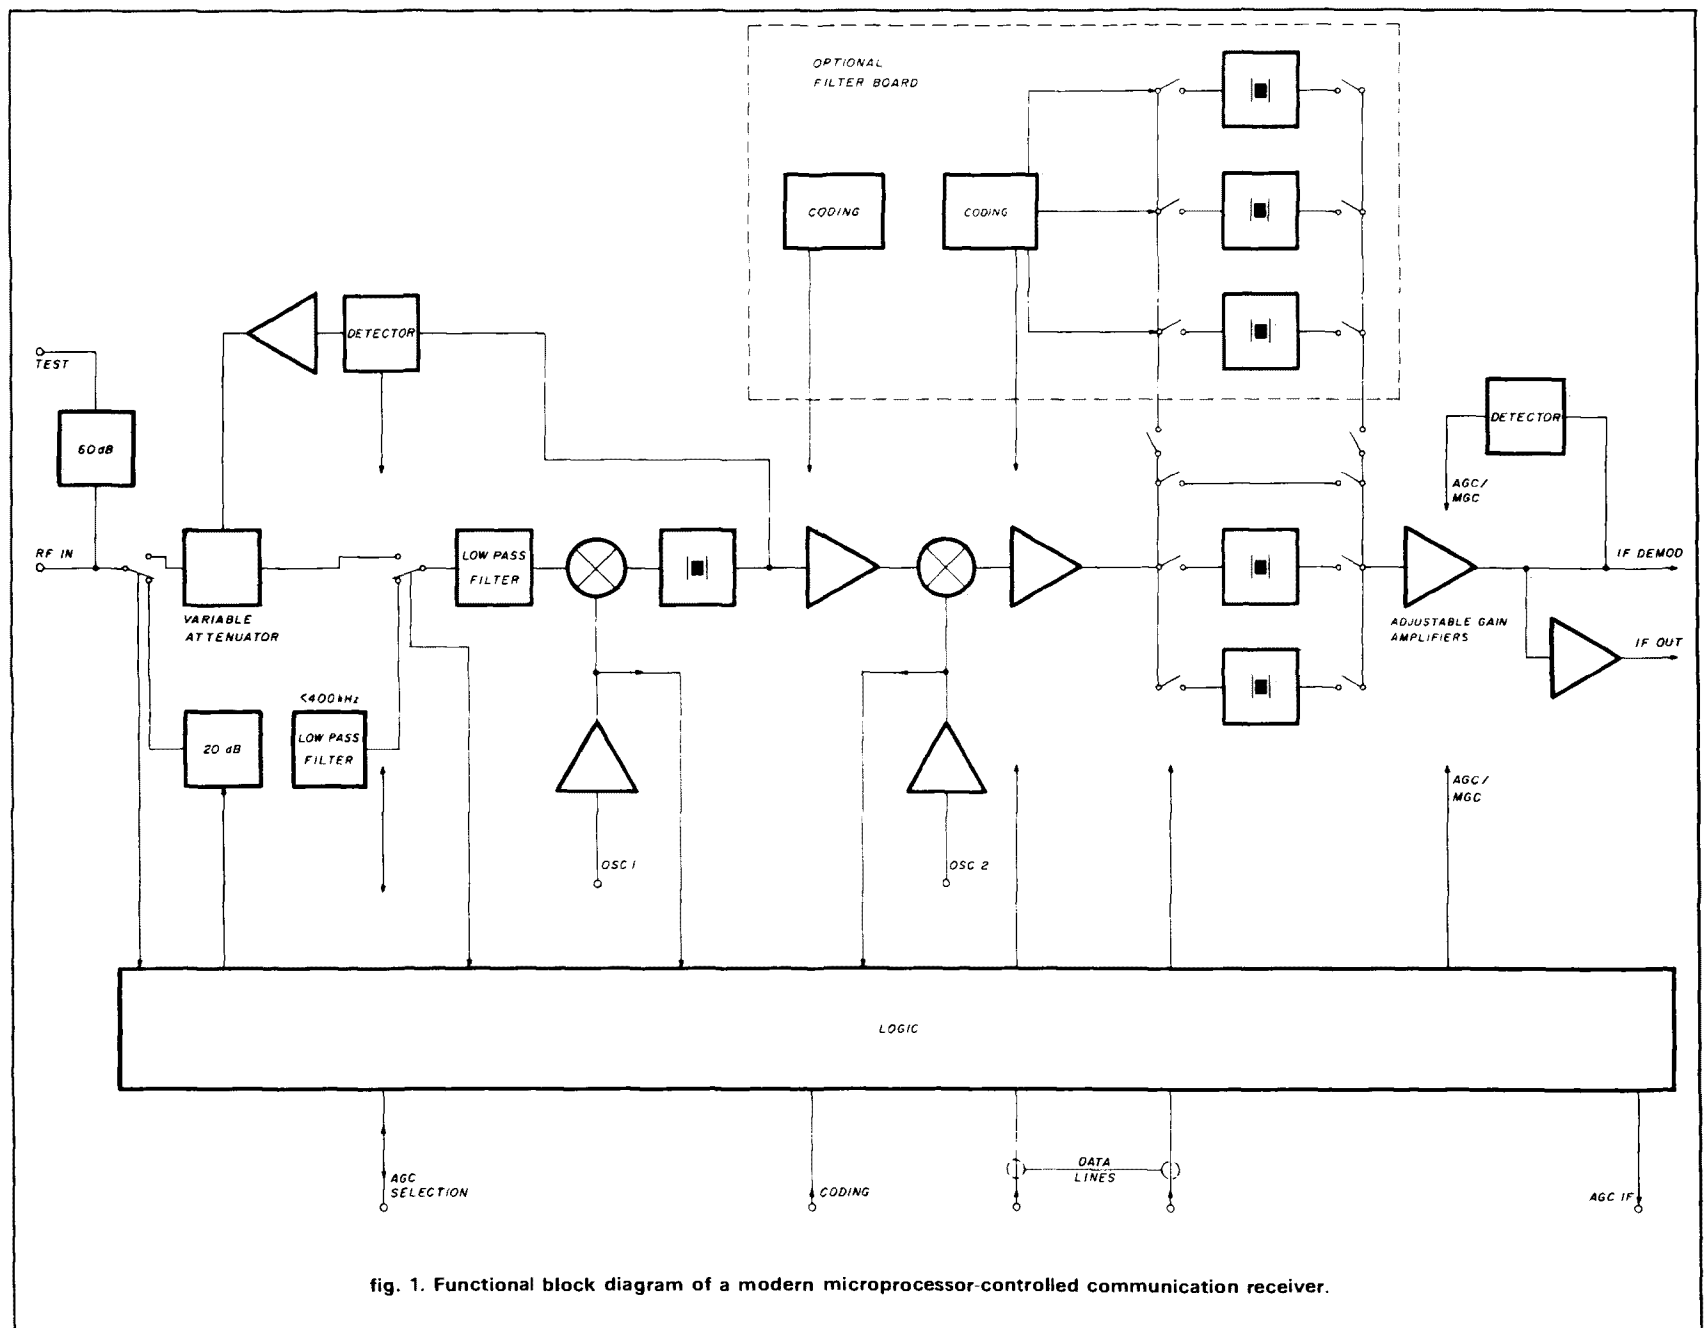 OPTIONAL
FILTER BOARD
CODING
CODING
DETECTOR
TEST
60 dB
DETECTOR
AGC/
MGC
RF IN
LOW PASS
FILTER
IF DEMOD
VARIABLE
ATTENUATOR
ADJUSTABLE GAIN
AMPLIFIERS
IF OUT
<400kHz
20 dB
LOW PASS
FILTER
AGC/
MGC
OSC 1
OSC 2
LOGIC
AGC
SELECTION
CODING
DATA
LINES
AGC IF
fig. 1. Functional block diagram of a modern microprocessor-controlled communication receiver.